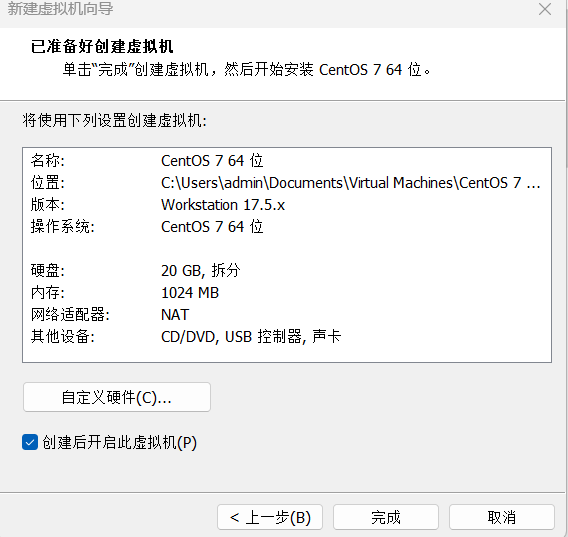 新建虚拟机向导
已准备好创建虚拟机
单击“完成”创建虚拟机，然后开始安装 CentOS 7 64 位。
将使用下列设置创建虚拟机:
名称: CentOS 7 64 位
位置: C:\Users\admin\Documents\Virtual Machines\CentOS 7 ...
版本: Workstation 17.5.x
操作系统: CentOS 7 64 位
硬盘: 20 GB, 拆分
内存: 1024 MB
网络适配器: NAT
其他设备: CD/DVD, USB 控制器, 声卡
自定义硬件(C)...
创建后开启此虚拟机(P)
< 上一步(B) 完成 取消